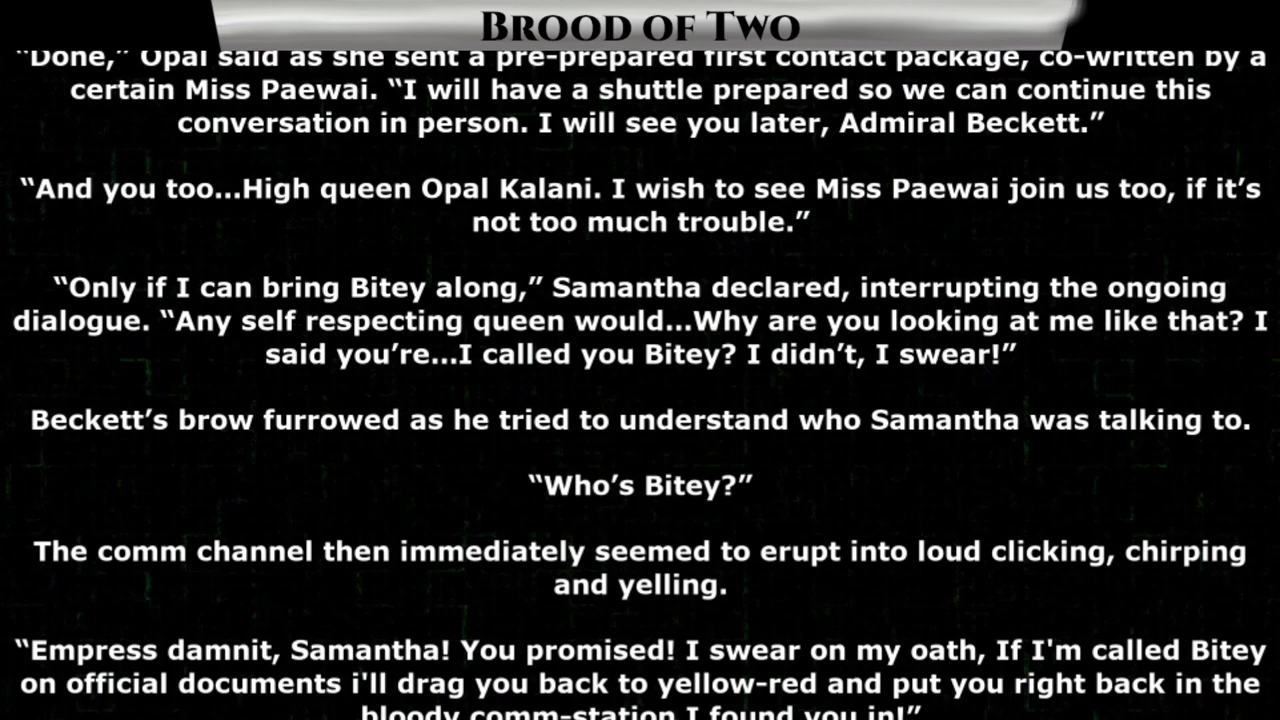 Brood of Two
“Done,” Opal said as she sent a pre-prepared first contact package, co-written by a
certain Miss Paewai. “I will have a shuttle prepared so we can continue this
conversation in person. I will see you later, Admiral Beckett.”
“And you too...High queen Opal Kalani. I wish to see Miss Paewai join us too, if it’s
not too much trouble.”
“Only if I can bring Bitey along,” Samantha declared, interrupting the ongoing
dialogue. “Any self respecting queen would...Why are you looking at me like that? I
said you’re...I called you Bitey? I didn’t, I swear!”
Beckett’s brow furrowed as he tried to understand who Samantha was talking to.
“Who’s Bitey?”
The comm channel then immediately seemed to erupt into loud clicking, chirping
and yelling.
“Empress damnit, Samantha! You promised! I swear on my oath, If I'm called Bitey
on official documents i'll drag you back to yellow-red and put you right back in the
bloody comm-station I found you in!”